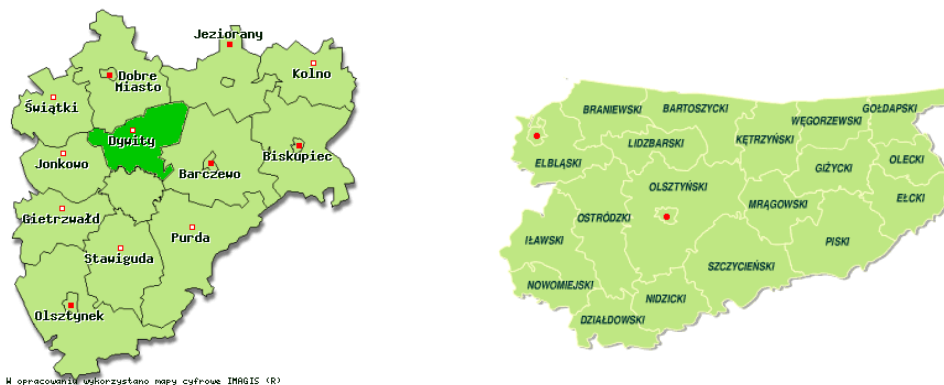 Jeziorany
Kolno
Dobre
Miasto
Świątki
Dywity
Jonkowo
Biskupiec
Barczewo
Gietrzwałd
Purda
Stawiguda
Olsztynek
W opracowaniu wykorzystano mapy cyfrowe IMAGIS (R)
BRANIEWSKI
BARTOSZYCKI
GOŁDAPSKI
WĘGORZEWSKI
KĘTRZYŃSKI
LIDZBARSKI
ELBLĄSKI
OLECKI
GIŻYCKI
OLSZTYŃSKI
EŁCKI
MRĄGOWSKI
OSTRÓDZKI
IŁAWSKI
PISKI
SZCZYCIEŃSKI
NOWOMIEJSKI
NIDZICKI
DZIAŁDOWSKI